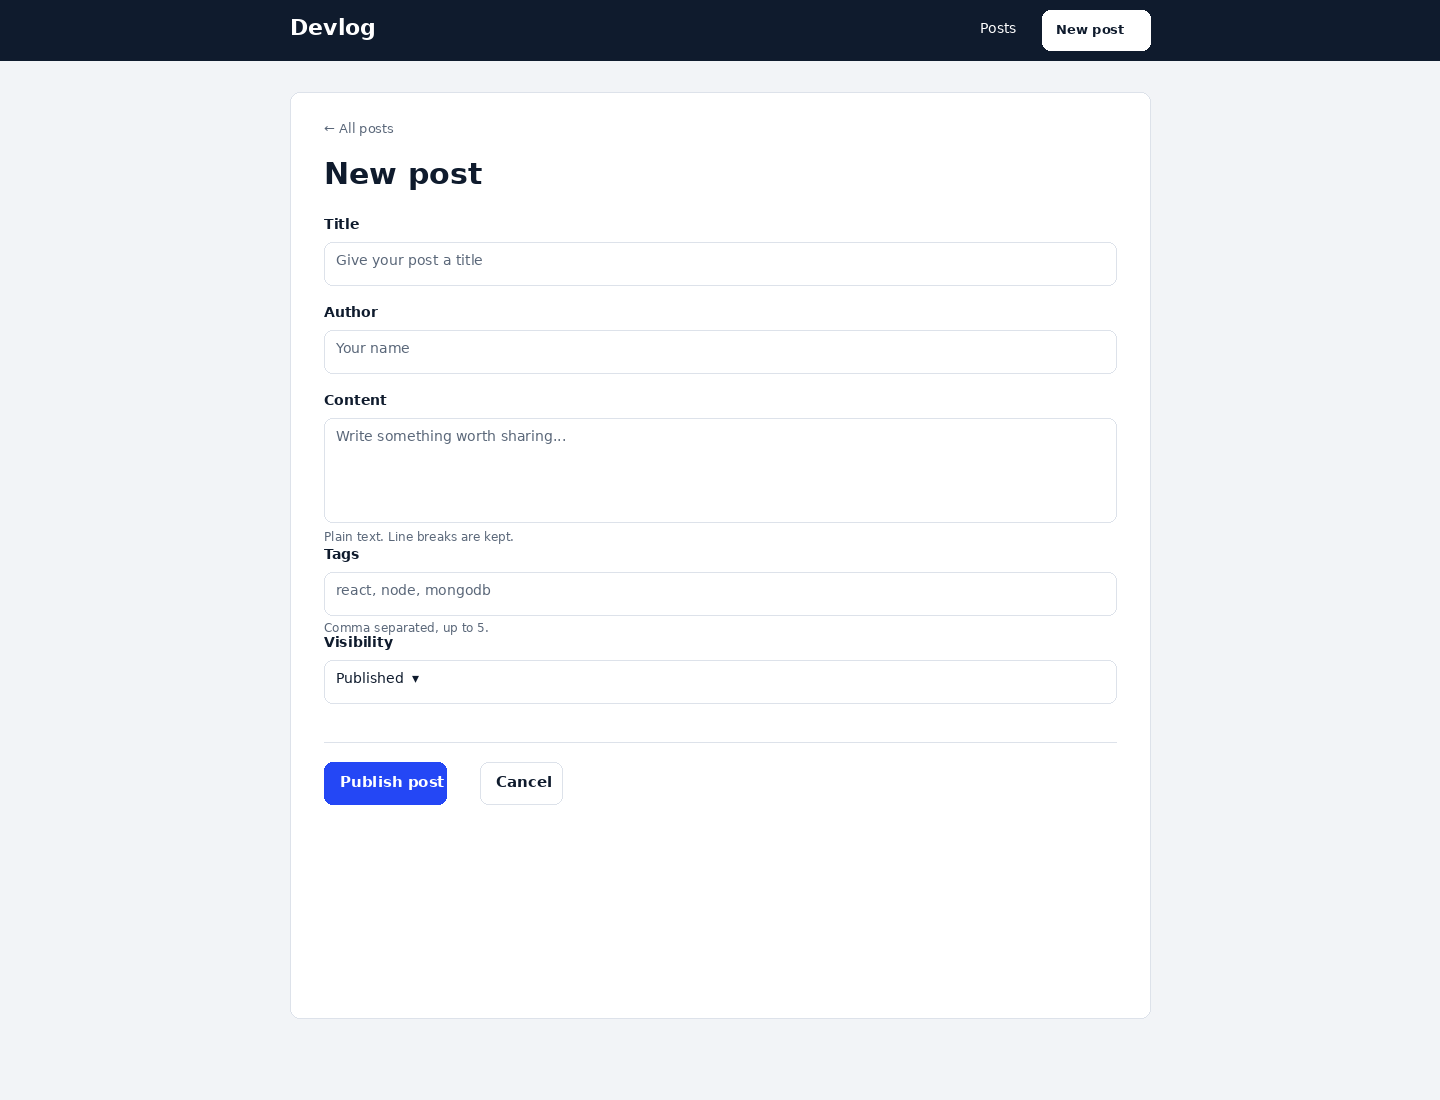 Devlog
Posts
New post
← All posts
New post
Title
Give your post a title
Author
Your name
Content
Write something worth sharing...
Plain text. Line breaks are kept.
Tags
react, node, mongodb
Comma separated, up to 5.
Visibility
Published ▾
Publish post
Cancel